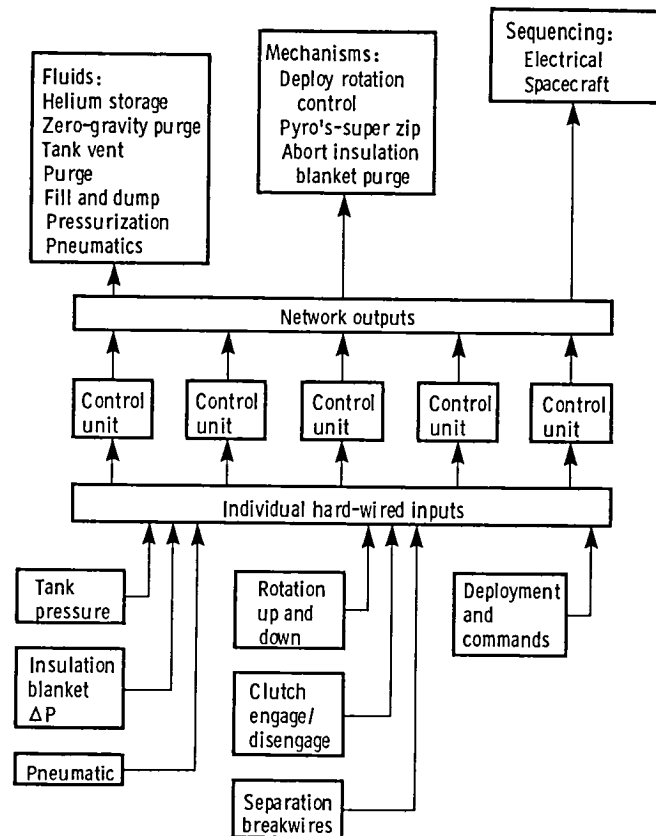 Fluids:
Helium storage
Zero-gravity purge
Tank vent
Purge
Fill and dump
Pressurization
Pneumatics
Mechanisms:
Deploy rotation
control
Pyro's-super zip
Abort insulation
blanket purge
Sequencing:
Electrical
Spacecraft
Network outputs
Control
unit
Control
unit
Control
unit
Control
unit
Control
unit
Individual hard-wired inputs
Tank
pressure
Insulation
blanket
ΔP
Pneumatic
Rotation
up and
down
Clutch
engage/
disengage
Separation
breakwires
Deployment
and
commands